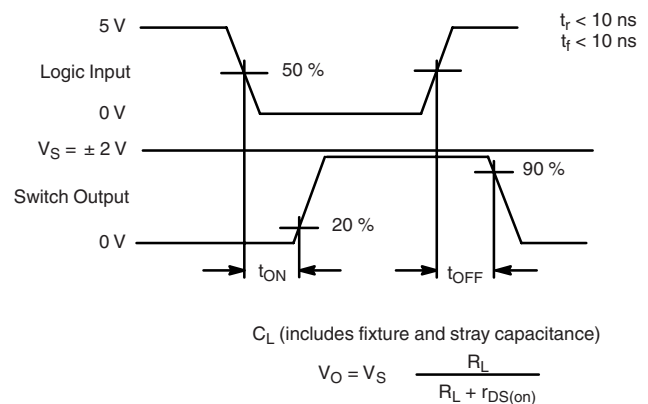 5 V
t_r < 10 ns
t_f < 10 ns
Logic Input
50 %
0 V
V_S = ± 2 V
90 %
Switch Output
20 %
0 V
t_ON
t_OFF
C_L (includes fixture and stray capacitance)
V_O = V_S R_L
R_L + r_DS(on)